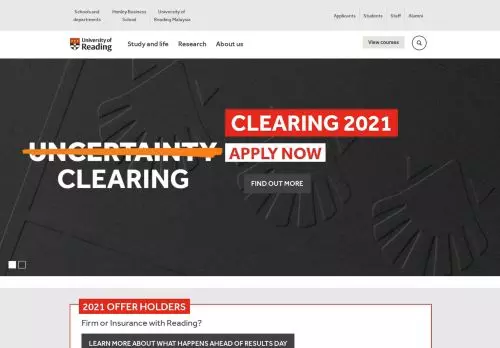 Schools and
departments
Henley Business
School
University of
Reading Malaysia
Applicants
Students
Staff
Alumni
University of
Reading
Study and life
Research
About us
View courses
UNCERTAINTY
CLEARING
CLEARING 2021
APPLY NOW
FIND OUT MORE
2021 OFFER HOLDERS
Firm or Insurance with Reading?
LEARN MORE ABOUT WHAT HAPPENS AHEAD OF RESULTS DAY